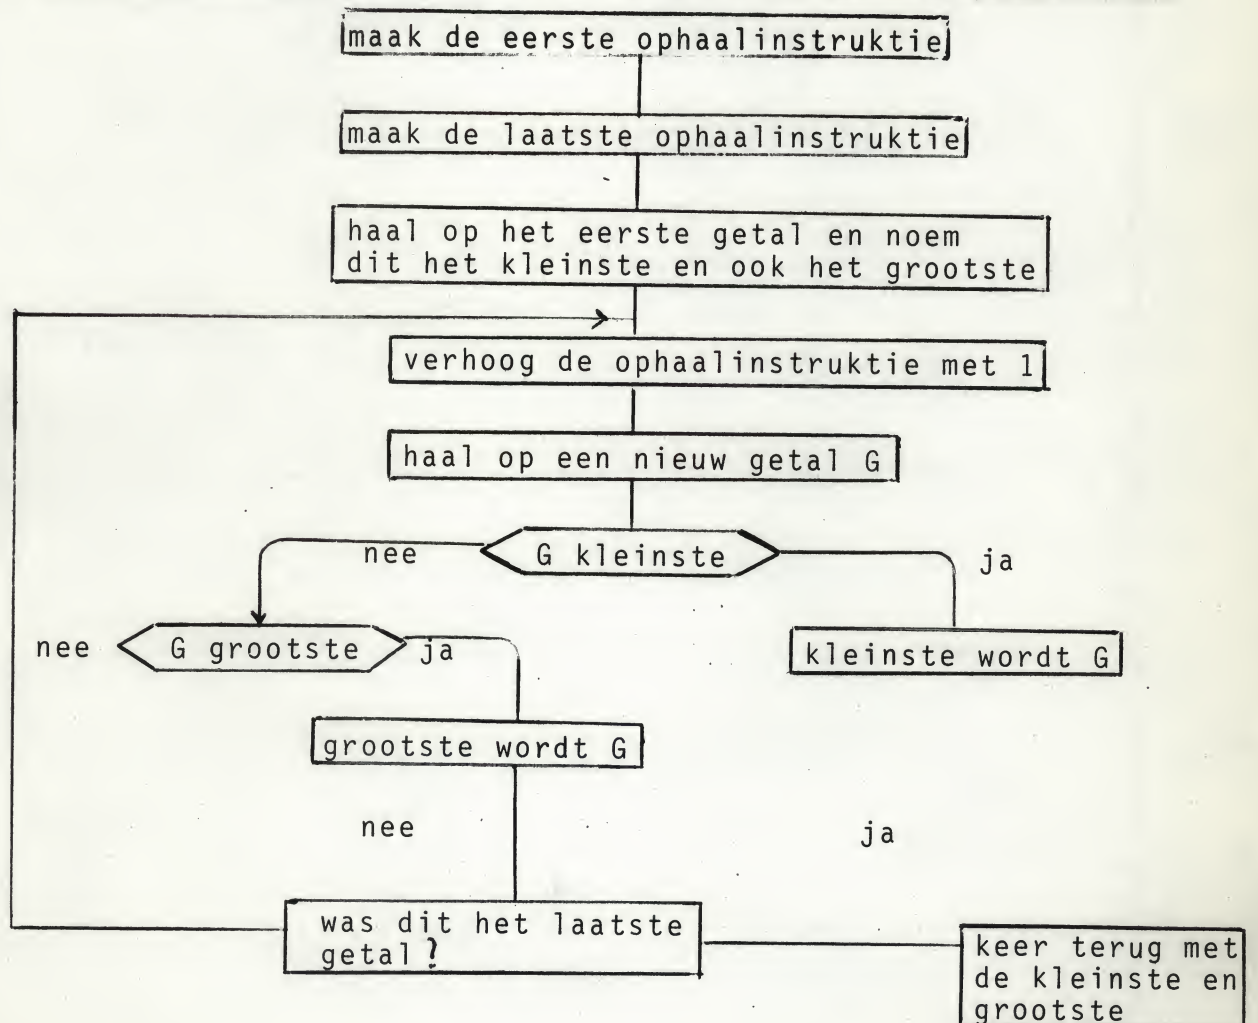 maak de eerste ophaalinstruktie
maak de laatste ophaalinstruktie
haal op het eerste getal en noem
dit het kleinste en ook het grootste
verhoog de ophaalinstruktie met 1
haal op een nieuw getal G
nee
G kleinste
ja
nee
G grootste
ja
kleinste wordt G
grootste wordt G
nee
ja
was dit het laatste
getal?
keer terug met
de kleinste en
grootste